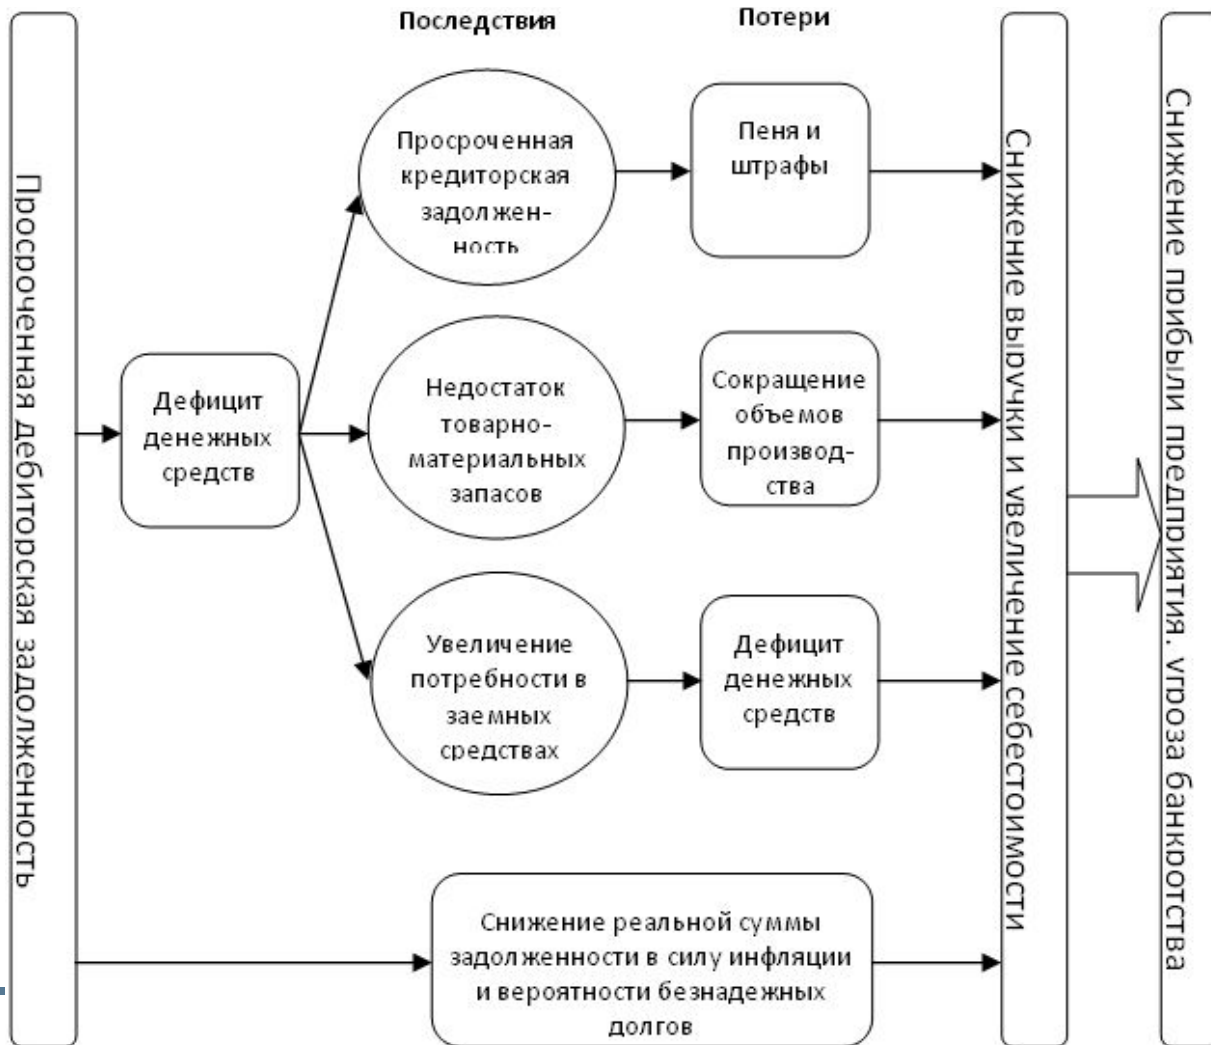 Последствия
Потери
Просроченная дебиторская задолженность
Дефицит
денежных
средств
Просроченная
кредиторская
задолжен-
ность
Пеня и
штрафы
Недостаток
товарно-
материальных
запасов
Сокращение
объемов
производ-
ства
Увеличение
потребности в
заемных
средствах
Дефицит
денежных
средств
Снижение реальной суммы
задолженности в силу инфляции
и вероятности безнадежных
долгов
Снижение выручки и увеличение себестоимости
Снижение прибыли предприятия. угроза банкротства